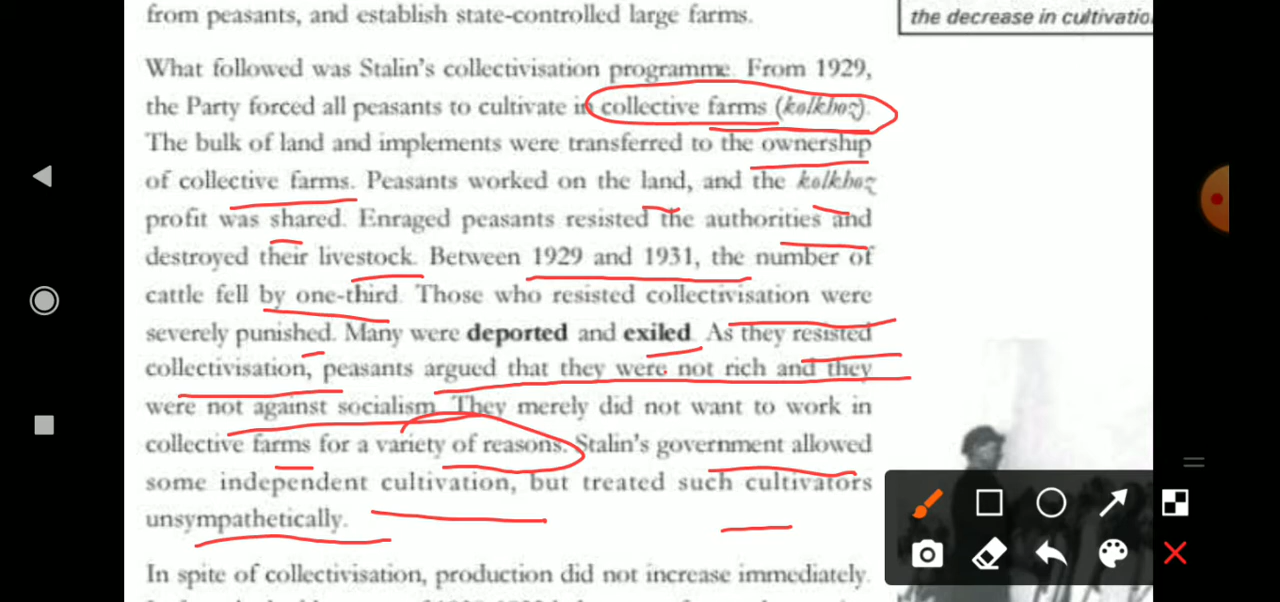 from peasants, and establish state-controlled large farms.
the decrease in cultivatio
What followed was Stalin's collectivisation programme. From 1929,
the Party forced all peasants to cultivate in collective farms (kolkhoz).
The bulk of land and implements were transferred to the ownership
of collective farms. Peasants worked on the land, and the kolkhoz
profit was shared. Enraged peasants resisted the authorities and
destroyed their livestock. Between 1929 and 1931, the number of
cattle fell by one-third. Those who resisted collectivisation were
severely punished. Many were deported and exiled. As they resisted
collectivisation, peasants argued that they were not rich and they
were not against socialism. They merely did not want to work in
collective farms for a variety of reasons. Stalin's government allowed
some independent cultivation, but treated such cultivators
unsympathetically.
In spite of collectivisation, production did not increase immediately.